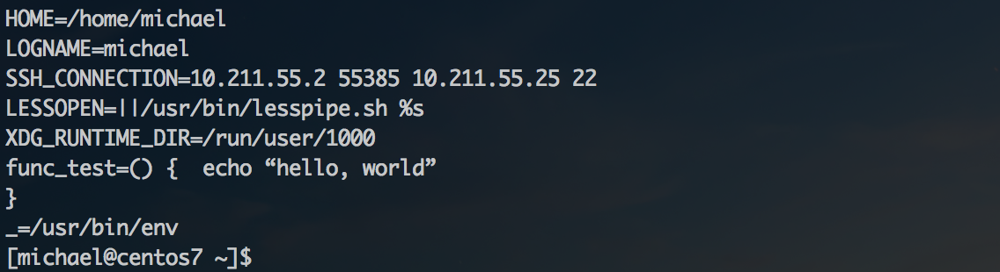 HOME=/home/michael
LOGNAME=michael
SSH_CONNECTION=10.211.55.2 55385 10.211.55.25 22
LESSOPEN=||/usr/bin/lesspipe.sh %s
XDG_RUNTIME_DIR=/run/user/1000
func_test=() {  echo “hello, world”
}
_=/usr/bin/env
[michael@centos7 ~]$